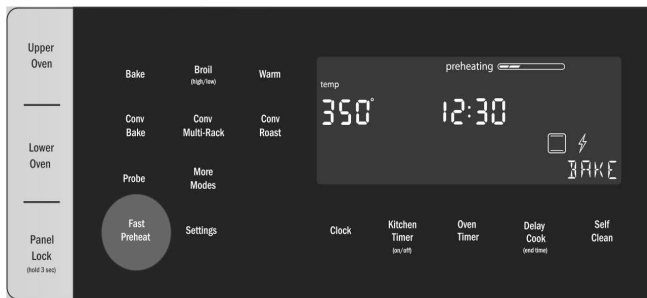 Upper
Oven
Lower
Oven
Panel
Lock
(hold 3 sec)
Bake
Broil
(high/low)
Warm
Conv
Bake
Conv
Multi-Rack
Conv
Roast
Probe
More
Modes
Fast
Preheat
Settings
preheating
temp
350°
12:30
BAKE
Clock
Kitchen
Timer
(on/off)
Oven
Timer
Delay
Cook
(end time)
Self
Clean